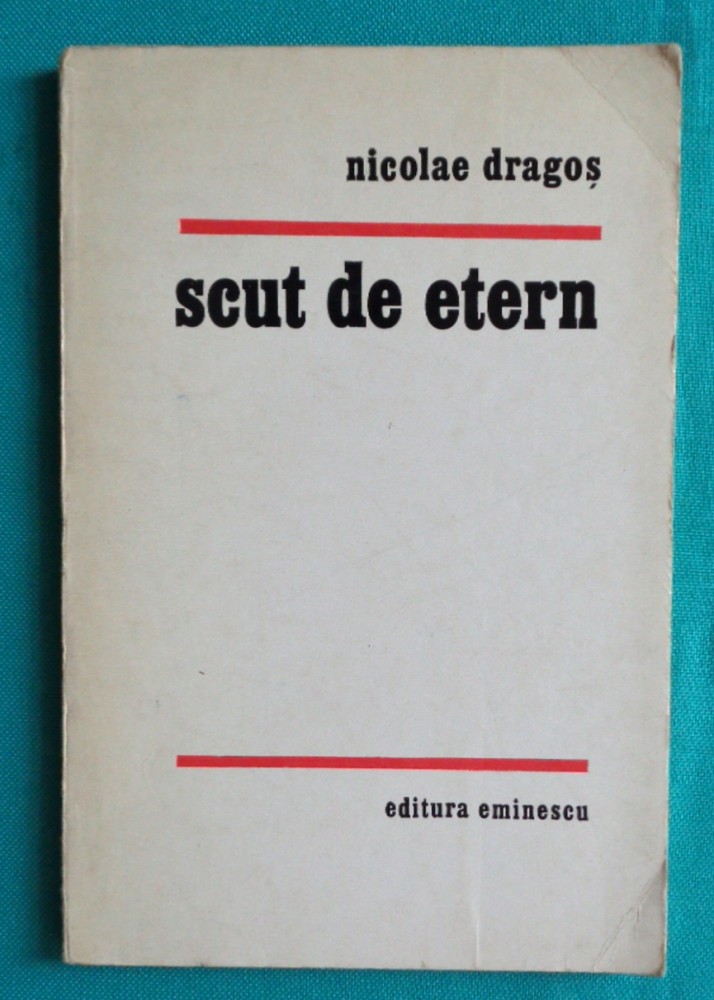 nicolae dragoș
scut de etern
editura eminescu